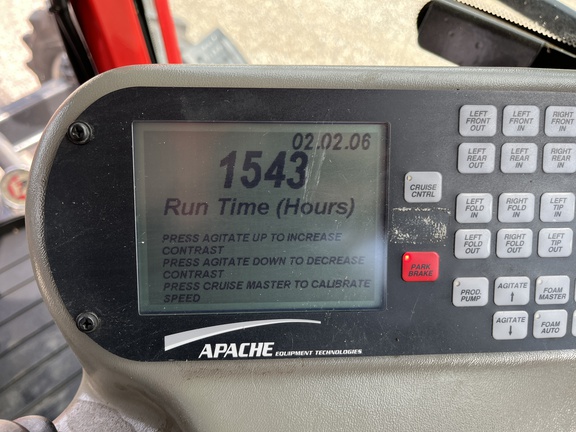 02.02.06
1543
Run Time (Hours)
PRESS AGITATE UP TO INCREASE
CONTRAST
PRESS AGITATE DOWN TO DECREASE
CONTRAST
PRESS CRUISE MASTER TO CALIBRATE
SPEED
APACHE EQUIPMENT TECHNOLOGIES
CRUISE
CNTRL
PARK
BRAKE
LEFT
FRONT
OUT
LEFT
FRONT
IN
RIGHT
FRONT
IN
LEFT
REAR
OUT
LEFT
REAR
IN
RIGHT
REAR
IN
LEFT
FOLD
IN
RIGHT
FOLD
IN
LEFT
TIP
IN
LEFT
FOLD
OUT
RIGHT
FOLD
OUT
LEFT
TIP
OUT
PROD.
PUMP
AGITATE
↑
FOAM
MASTER
AGITATE
↓
FOAM
AUTO